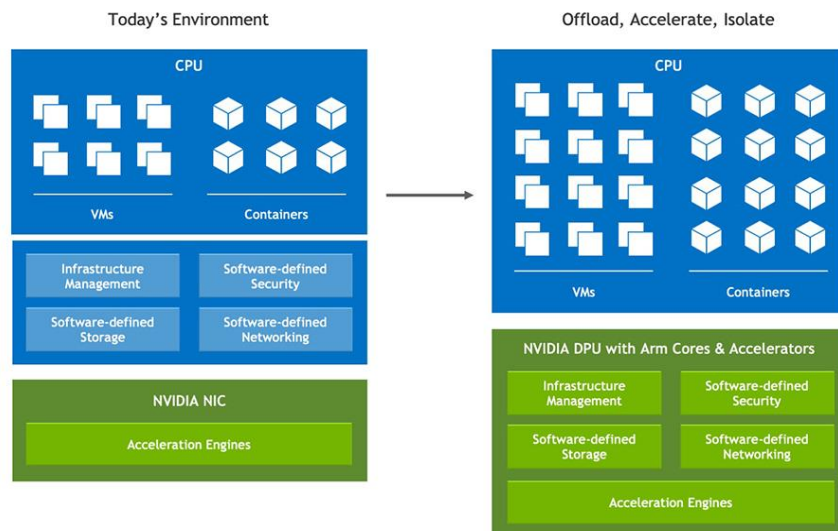 Today's Environment
CPU
VMs
Containers
Infrastructure
Management
Software-defined
Security
Software-defined
Storage
Software-defined
Networking
NVIDIA NIC
Acceleration Engines
Offload, Accelerate, Isolate
CPU
VMs
Containers
NVIDIA DPU with Arm Cores & Accelerators
Infrastructure
Management
Software-defined
Security
Software-defined
Storage
Software-defined
Networking
Acceleration Engines